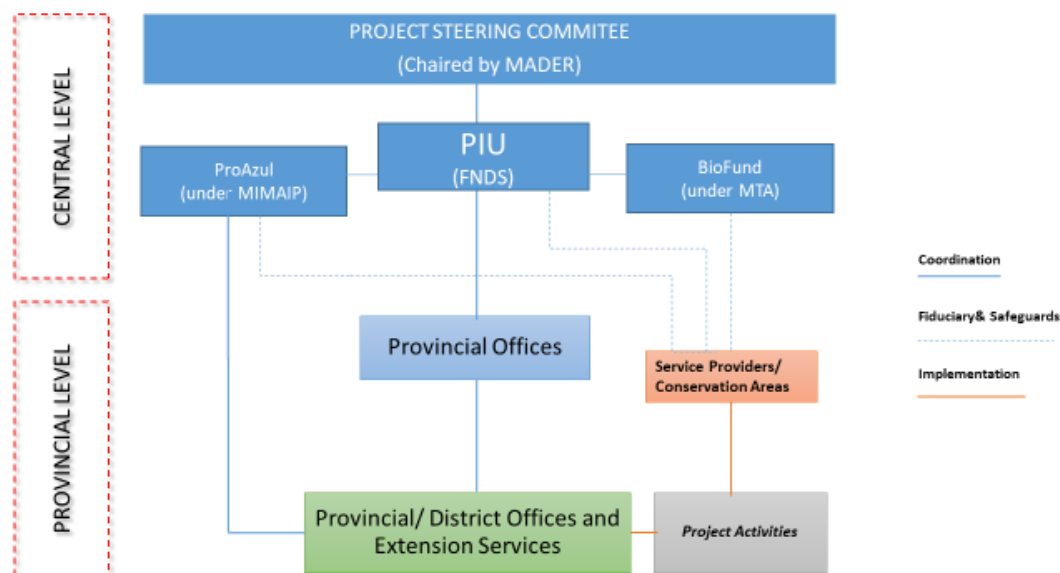 PROJECT STEERING COMMITEE
(Chaired by MADER)
CENTRAL LEVEL
PIU
(FNDS)
ProAzul
(under MIMAIP)
BioFund
(under MTA)
Coordination
Fiduciary& Safeguards
Implementation
PROVINCIAL LEVEL
Provincial Offices
Service Providers/
Conservation Areas
Provincial/ District Offices and
Extension Services
Project Activities